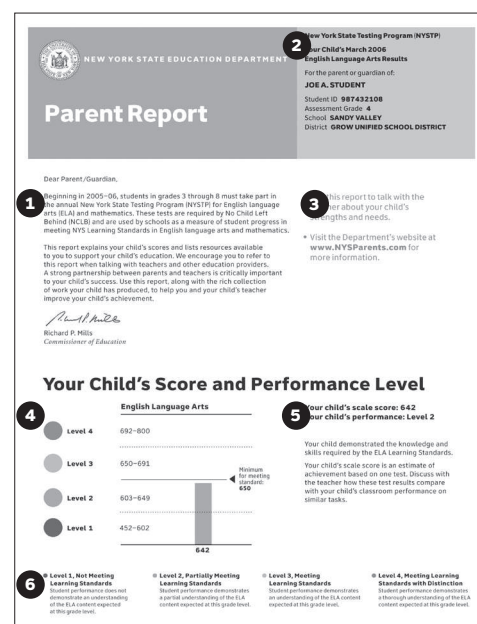 NEW YORK STATE EDUCATION DEPARTMENT
Parent Report
2
New York State Testing Program (NYSTP)
Your Child's March 2006
English Language Arts Results
For the parent or guardian of:
JOE A. STUDENT
Student ID 987432108
Assessment Grade 4
School SANDY VALLEY
District GROW UNIFIED SCHOOL DISTRICT
Dear Parent/Guardian,
1
Beginning in 2005–06, students in grades 3 through 8 must take part in
the annual New York State Testing Program (NYSTP) for English language
arts (ELA) and mathematics. These tests are required by No Child Left
Behind (NCLB) and are used by schools as a measure of student progress in
meeting NYS Learning Standards in English language arts and mathematics.
This report explains your child's scores and lists resources available
to you to support your child's education. We encourage you to refer to
this report when talking with teachers and other education providers.
A strong partnership between parents and teachers is critically important
to your child's success. Use this report, along with the rich collection
of work your child has produced, to help you and your child's teacher
improve your child's achievement.
Richard P. Mills
Commissioner of Education
3
this report to talk with the
about your child's
strengths and needs.
• Visit the Department's website at
www.NYSParents.com for
more information.
Your Child's Score and Performance Level
4
English Language Arts
Level 4 692–800
Level 3 650–691
Level 2 603–649
Level 1 452–602
Minimum
for meeting
standard:
650
642
5
Your child's scale score: 642
Your child's performance: Level 2
Your child demonstrated the knowledge and
skills required by the ELA Learning Standards.
Your child's scale score is an estimate of
achievement based on one test. Discuss with
the teacher how these test results compare
with your child's classroom performance on
similar tasks.
6
Level 1, Not Meeting
Learning Standards
Student performance does not
demonstrate an understanding
of the ELA content expected
at this grade level.
Level 2, Partially Meeting
Learning Standards
Student performance demonstrates
a partial understanding of the ELA
content expected at this grade level.
Level 3, Meeting
Learning Standards
Student performance demonstrates
an understanding of the ELA content
expected at this grade level.
Level 4, Meeting Learning
Standards with Distinction
Student performance demonstrates
a thorough understanding of the ELA
content expected at this grade level.